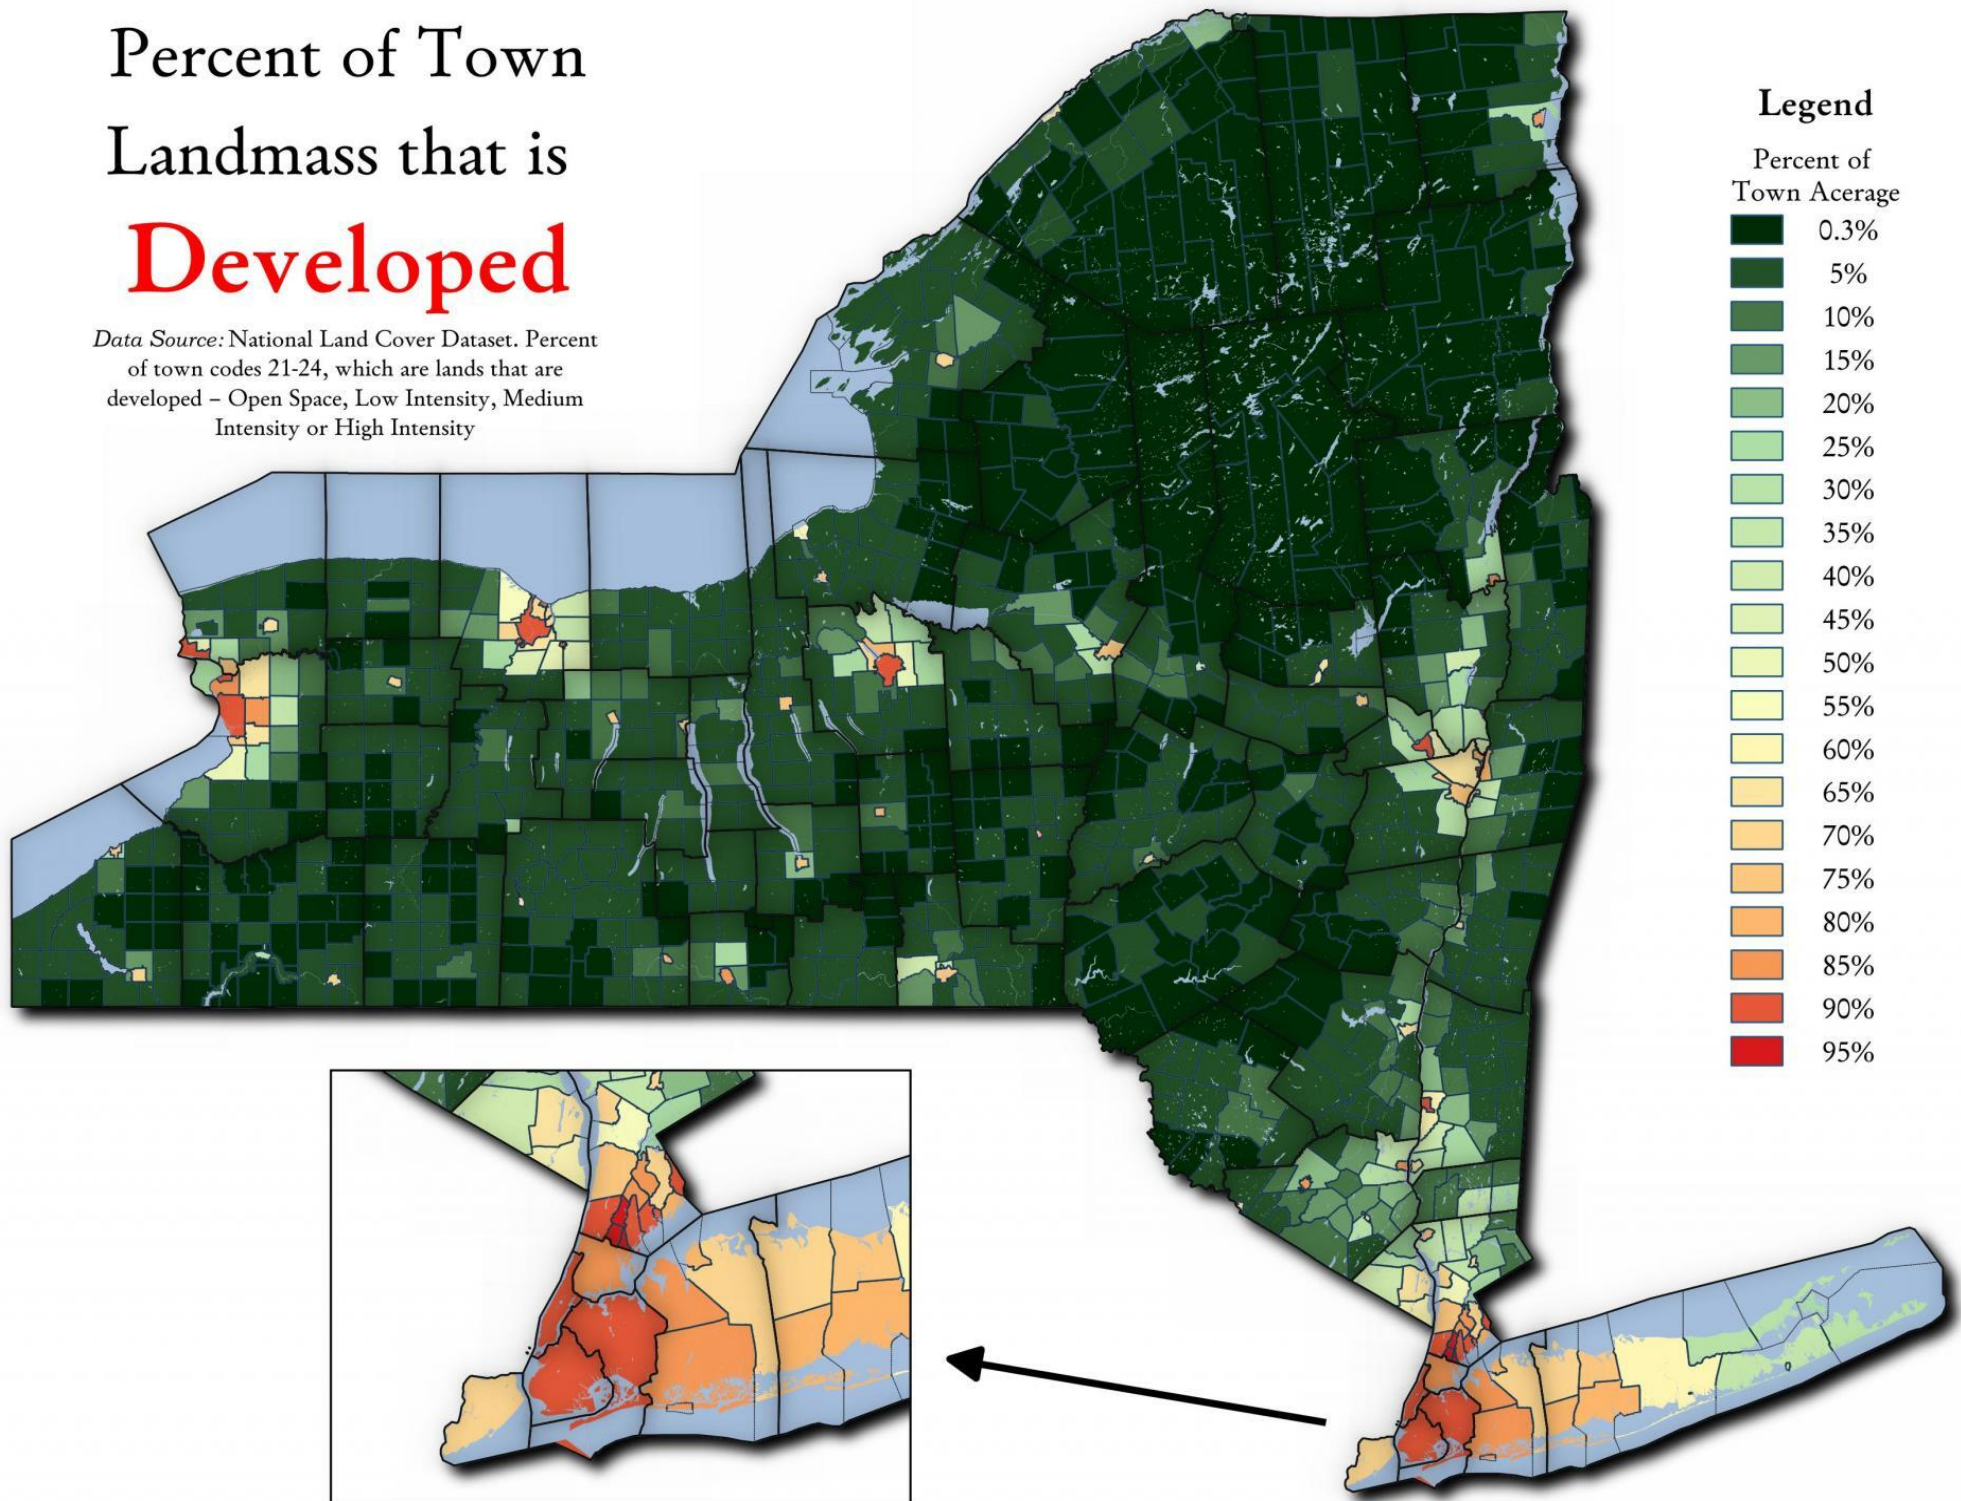 Percent of Town
Landmass that is
Developed
Data Source: National Land Cover Dataset. Percent
of town codes 21-24, which are lands that are
developed – Open Space, Low Intensity, Medium
Intensity or High Intensity
Legend
Percent of
Town Acerage
0.3%
5%
10%
15%
20%
25%
30%
35%
40%
45%
50%
55%
60%
65%
70%
75%
80%
85%
90%
95%